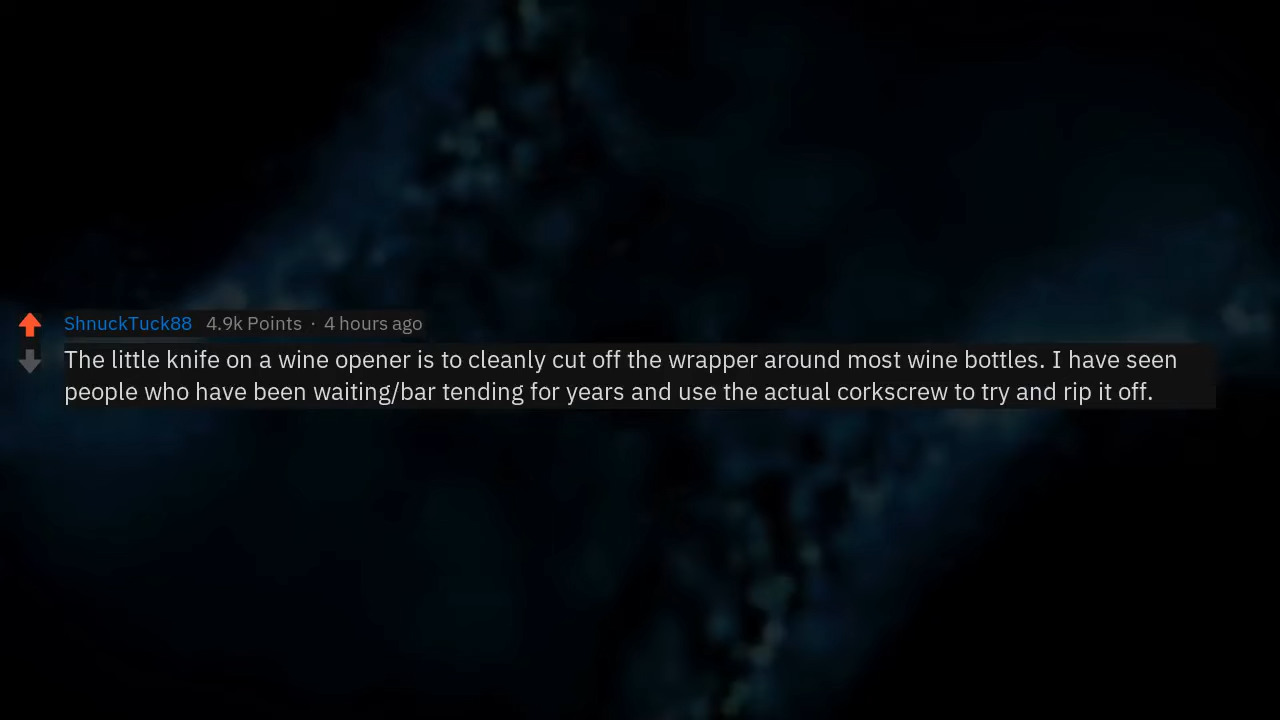 ShnuckTuck88 4.9k Points · 4 hours ago
The little knife on a wine opener is to cleanly cut off the wrapper around most wine bottles. I have seen
people who have been waiting/bar tending for years and use the actual corkscrew to try and rip it off.